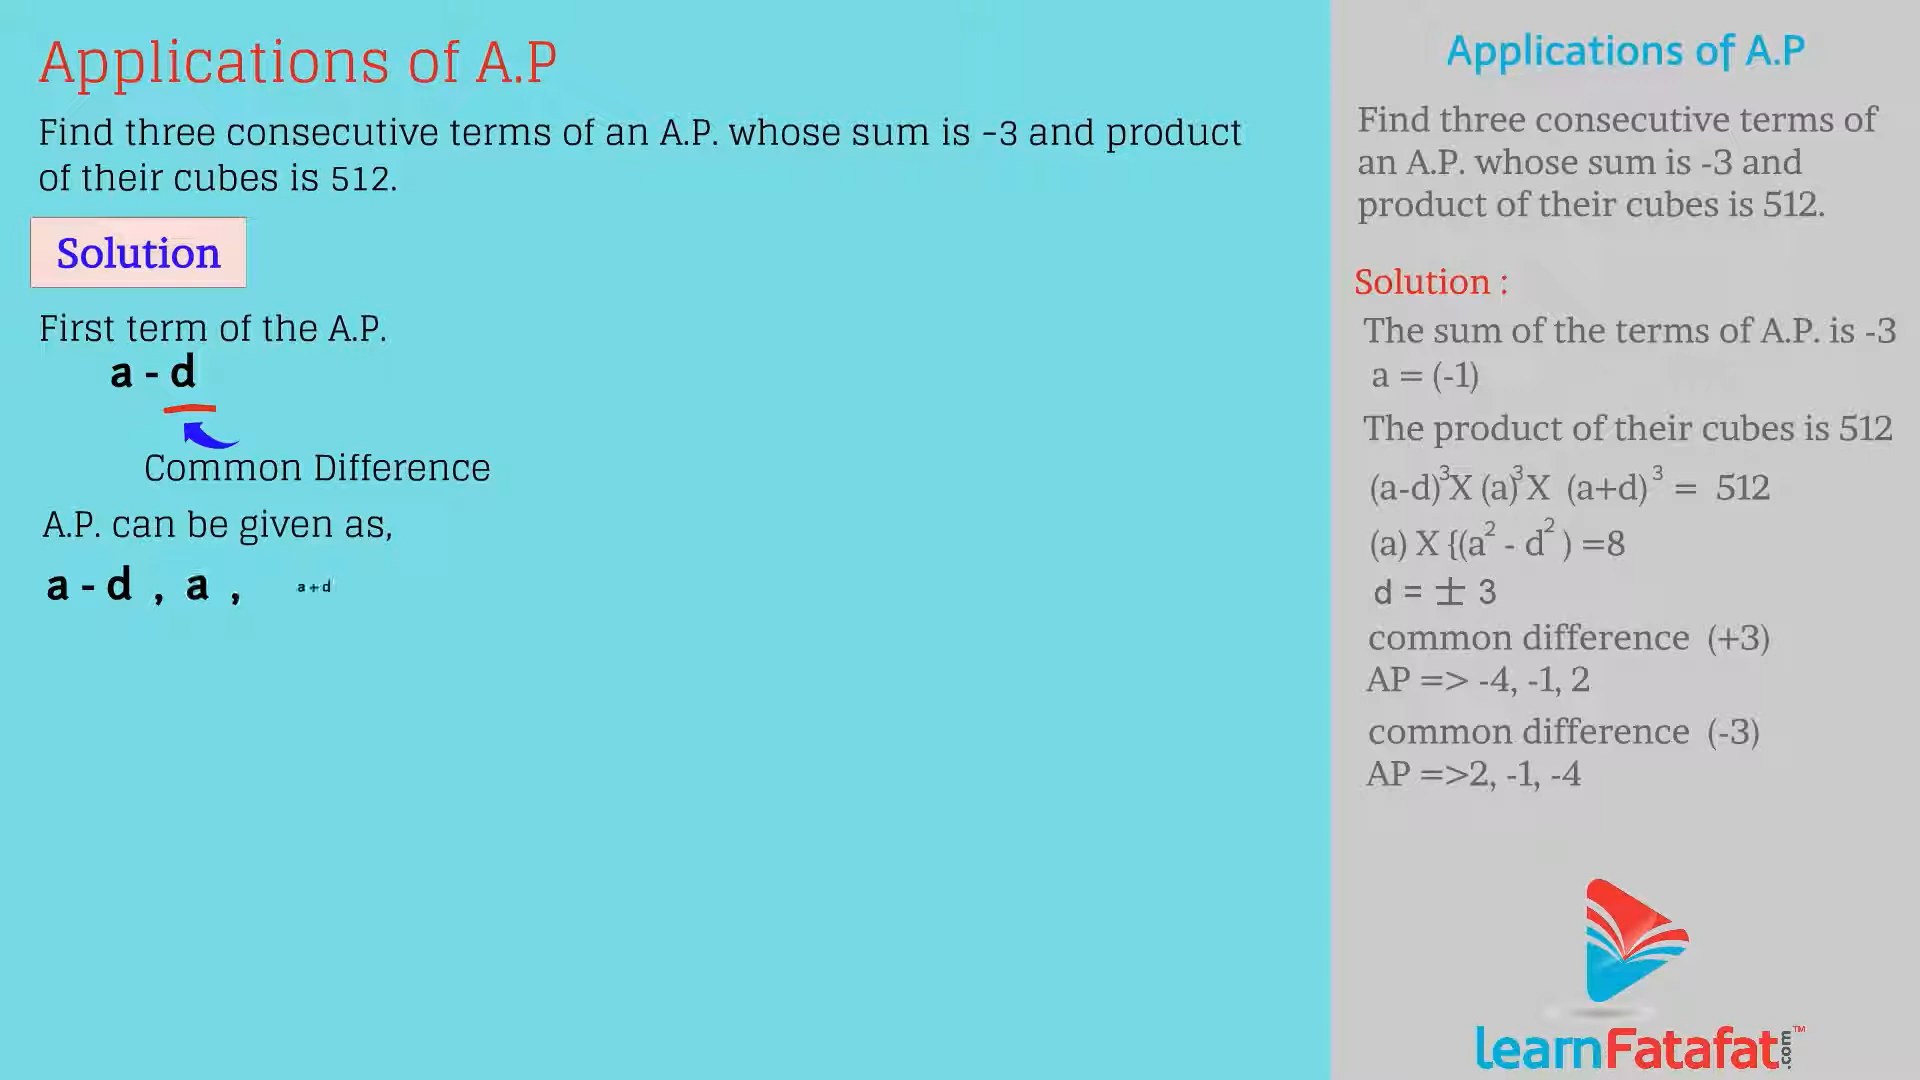 Applications of A.P
Find three consecutive terms of an A.P. whose sum is -3 and product
of their cubes is 512.
Solution
First term of the A.P.
a - d
Common Difference
A.P. can be given as,
a - d , a , a + d
Applications of A.P
Find three consecutive terms of
an A.P. whose sum is -3 and
product of their cubes is 512.
Solution :
The sum of the terms of A.P. is -3
a = (-1)
The product of their cubes is 512
(a-d)³X (a)³X (a+d)³ = 512
(a) X {(a² - d² ) =8
d = ± 3
common difference (+3)
AP => -4, -1, 2
common difference (-3)
AP =>2, -1, -4
learnFatafat.com™